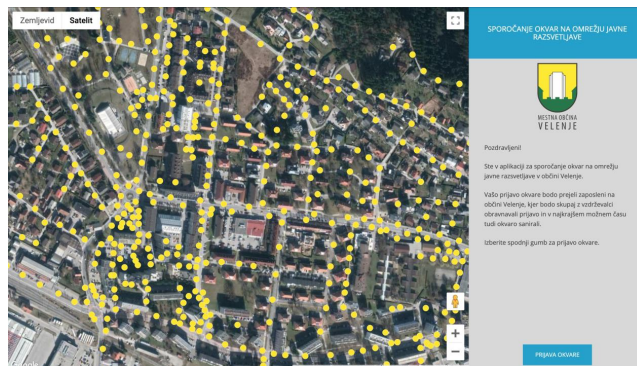 Zemljevid Satelit
SPOROČANJE OKVAR NA OMREŽJU JAVNE
RAZSVETLJAVE
MESTNA OBČINA
VELENJE
Pozdravljeni!
Ste v aplikaciji za sporočanje okvar na omrežju
javne razsvetljave v občini Velenje.
Vašo prijavo okvare bodo prejeli zaposleni na
občini Velenje, kjer bodo skupaj z vzdrževalci
obravnavali prijavo in v najkrajšem možnem času
tudi okvaro sanirali.
Izberite spodnji gumb za prijavo okvare.
PRIJAVA OKVARE
Google